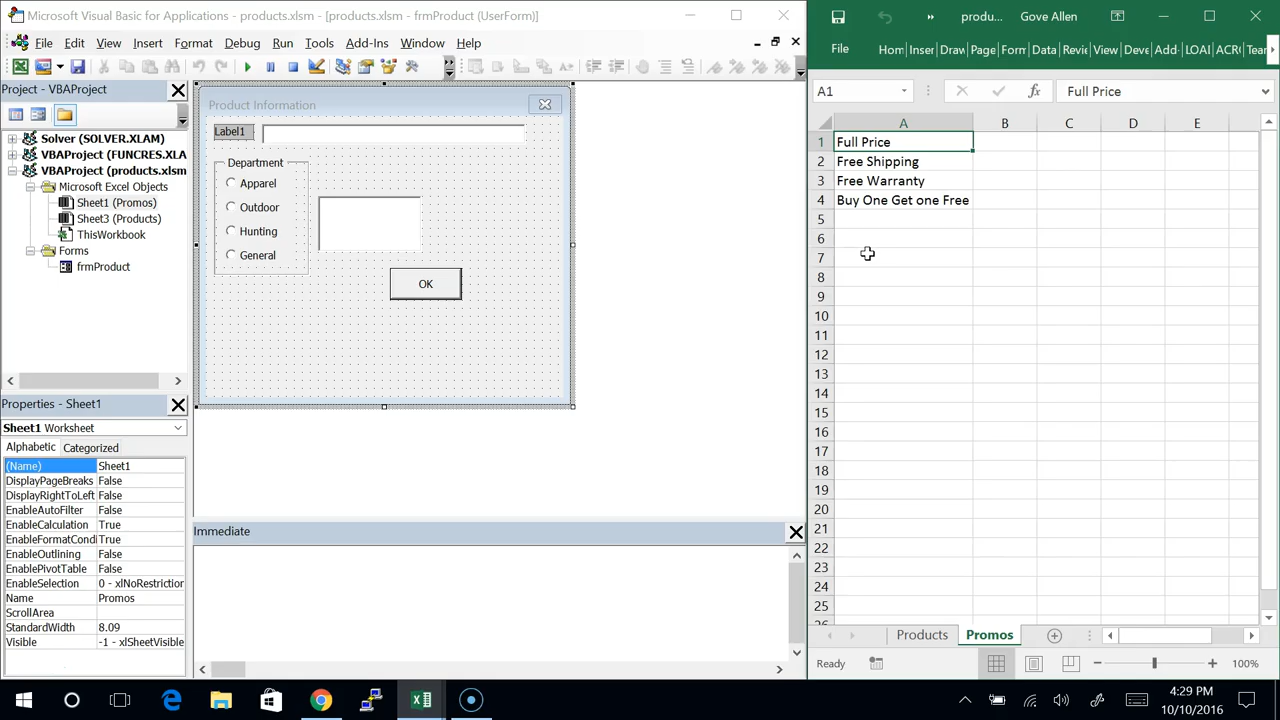 Microsoft Visual Basic for Applications - products.xlsm - [products.xlsm - frmProduct (UserForm)]
File Edit View Insert Format Debug Run Tools Add-Ins Window Help
Project - VBAProject
Solver (SOLVER.XLAM)
VBAProject (FUNCRES.XLA
VBAProject (products.xlsm
Microsoft Excel Objects
Sheet1 (Promos)
Sheet3 (Products)
ThisWorkbook
Forms
frmProduct
Properties - Sheet1
Sheet1 Worksheet
Alphabetic Categorized
(Name) Sheet1
DisplayPageBreaks False
DisplayRightToLeft False
EnableAutoFilter False
EnableCalculation True
EnableFormatCondi True
EnableOutlining False
EnablePivotTable False
EnableSelection 0 - xlNoRestriction
Name Promos
ScrollArea
StandardWidth 8.09
Visible -1 - xlSheetVisible
Product Information
Label1
Department
Apparel
Outdoor
Hunting
General
OK
Immediate
produ... Gove Allen
File Hom Inser Draw Page Form Data Revie View Deve Add- LOAI ACR Tean
A1 fx Full Price
A B C D E
1 Full Price
2 Free Shipping
3 Free Warranty
4 Buy One Get one Free
5
6
7
8
9
10
11
12
13
14
15
16
17
18
19
20
21
22
23
24
25
26
Products Promos
Ready 100%
4:29 PM
10/10/2016